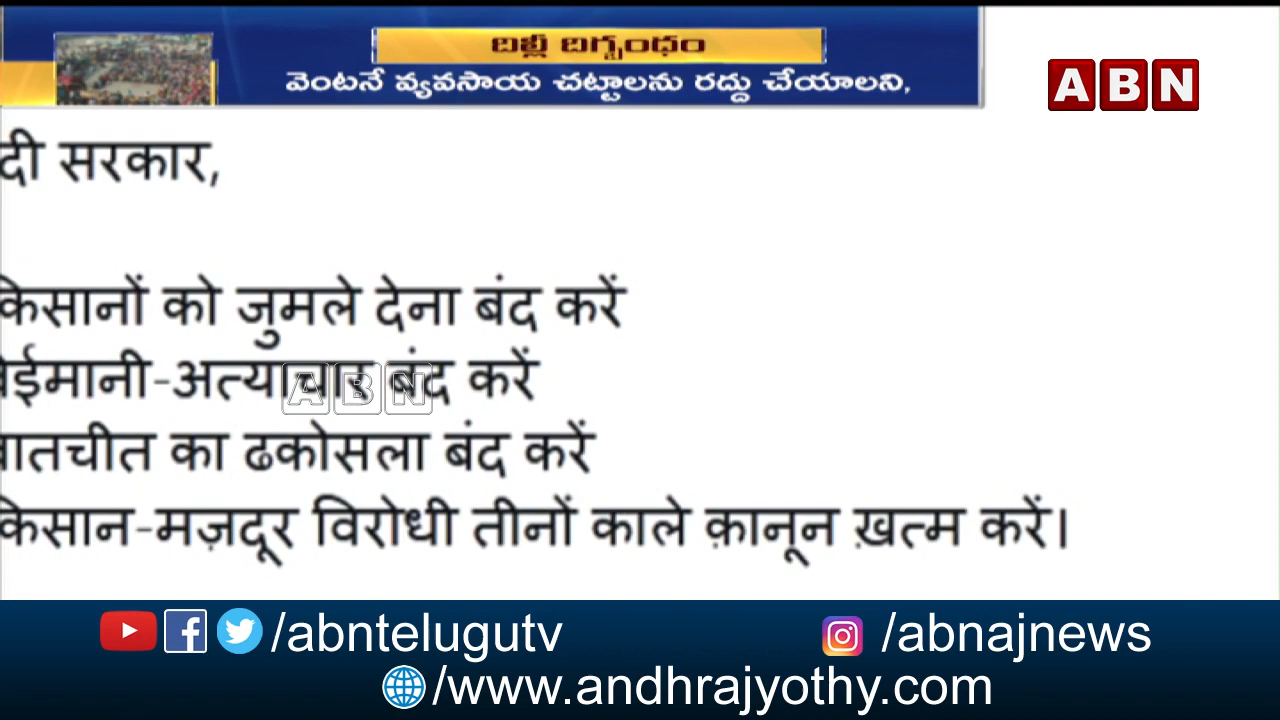 దిల్లీ దిగ్బంధం
వెంటనే వ్యవసాయ చట్టాలను రద్దు చేయాలని,
ABN
दी सरकार,
किसानों को जुमले देना बंद करें
बेईमानी-अत्याचार बंद करें
ABN
बातचीत का ढकोसला बंद करें
किसान-मज़दूर विरोधी तीनों काले क़ानून ख़त्म करें।
/abntelugutv /abnajnews
/www.andhrajyothy.com